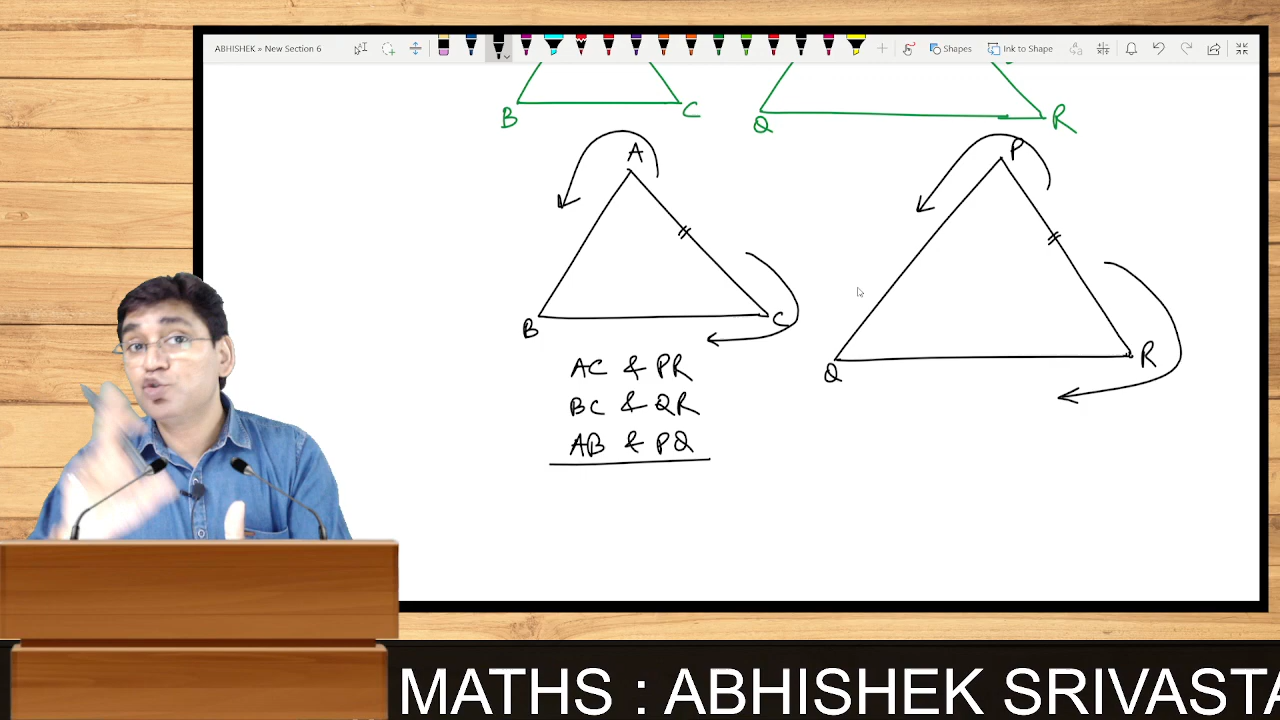 ABHISHEK » New Section 6
Shapes
Ink to Shape
B C Q R
A P
B C Q R
AC & PR
BC & QR
AB & PQ
MATHS : ABHISHEK SRIVASTA